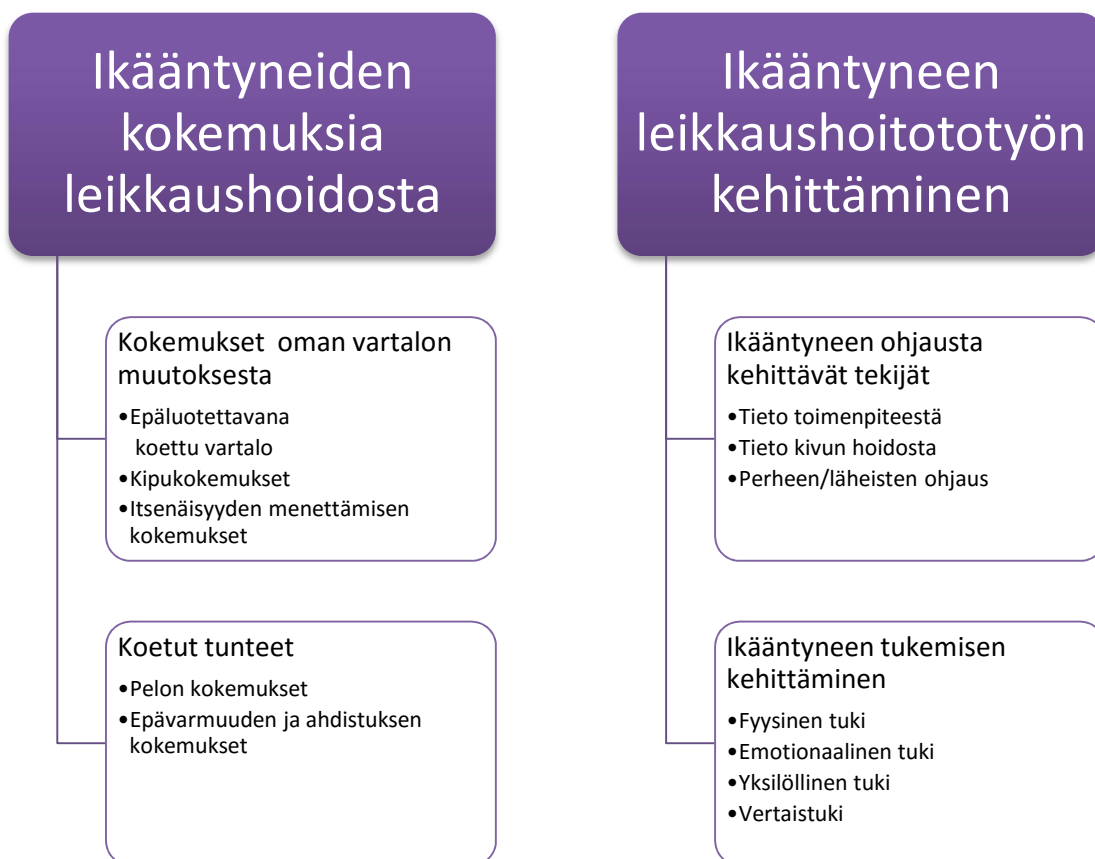 Ikääntyneiden
kokemuksia
leikkaushoidosta
Kokemukset  oman vartalon
muutoksesta
•Epäluotettavana
koettu vartalo
•Kipukokemukset
•Itsenäisyyden menettämisen
kokemukset
Koetut tunteet
•Pelon kokemukset
•Epävarmuuden ja ahdistuksen
kokemukset
Ikääntyneen
leikkaushoitototyön
kehittäminen
Ikääntyneen ohjausta
kehittävät tekijät
•Tieto toimenpiteestä
•Tieto kivun hoidosta
•Perheen/läheisten ohjaus
Ikääntyneen tukemisen
kehittäminen
•Fyysinen tuki
•Emotionaalinen tuki
•Yksilöllinen tuki
•Vertaistuki